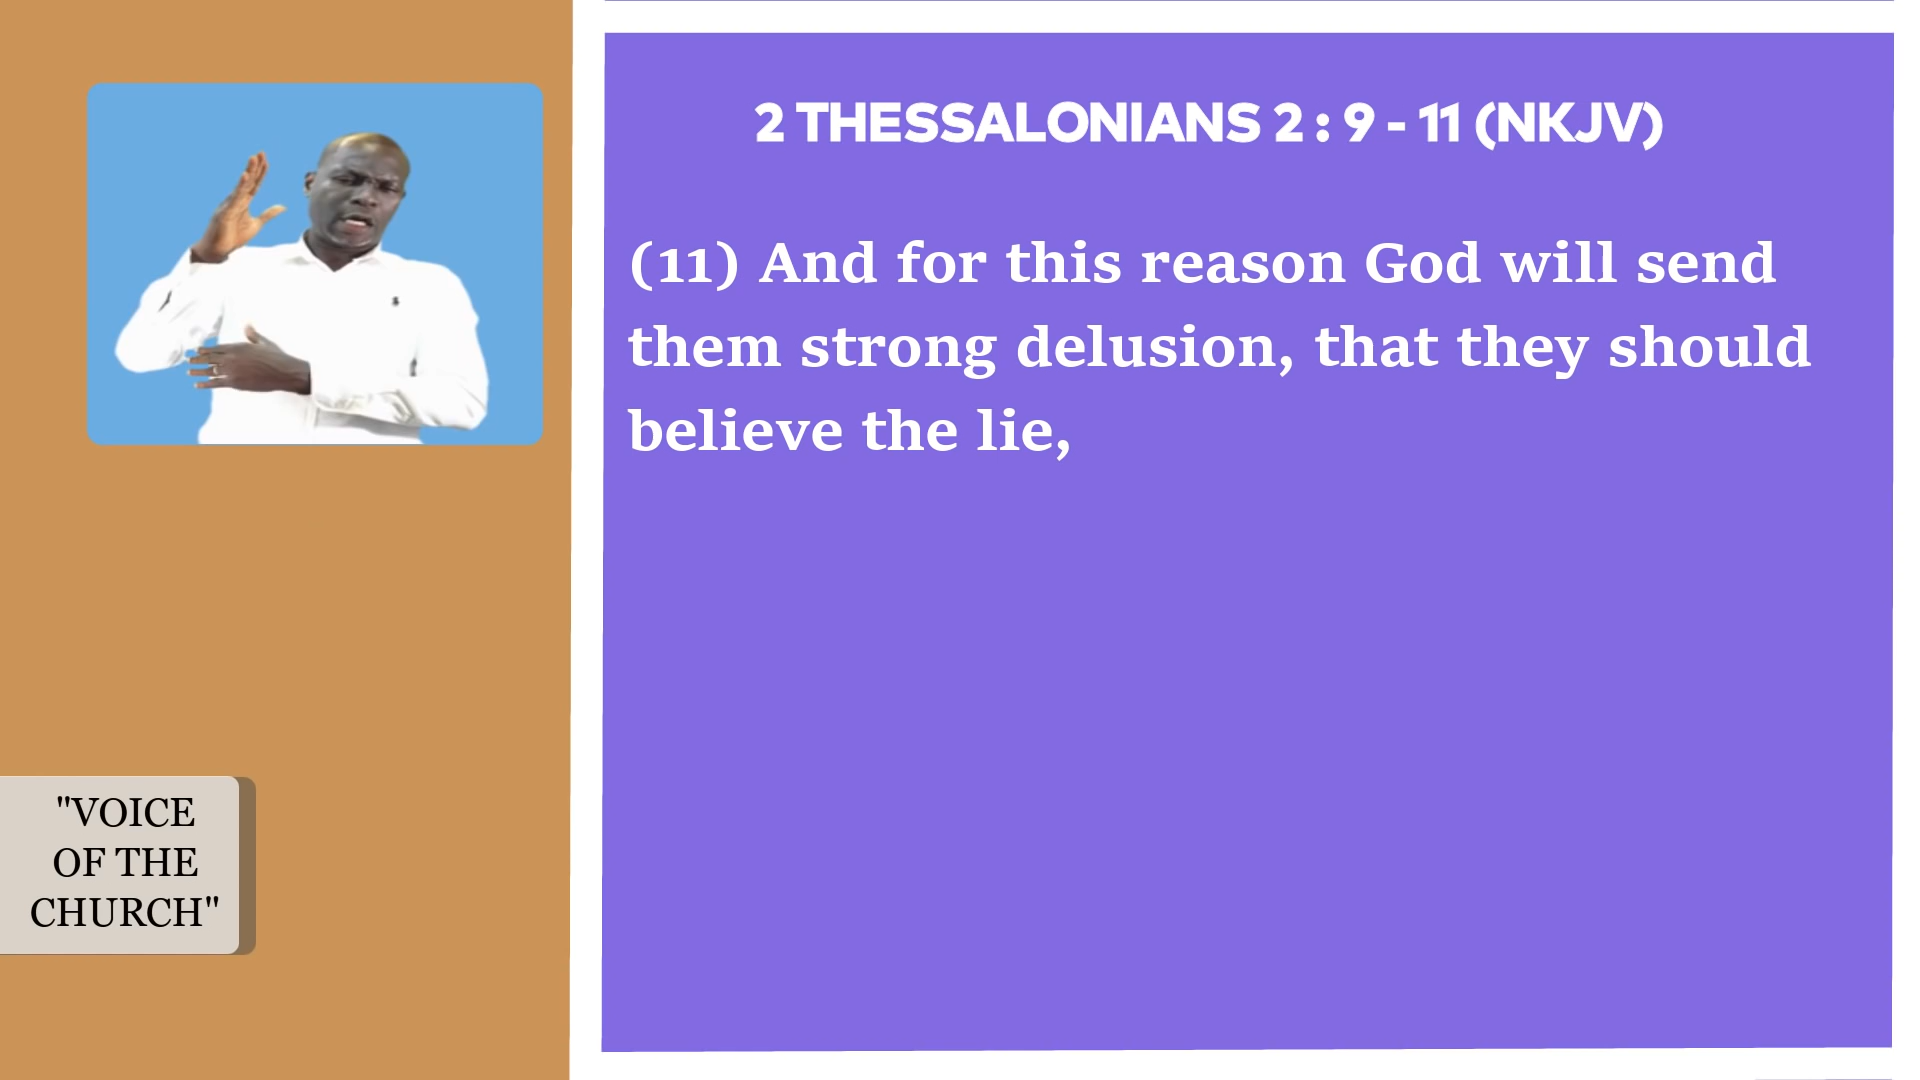 2 THESSALONIANS 2 : 9 - 11 (NKJV)
(11) And for this reason God will send
them strong delusion, that they should
believe the lie,
"VOICE
OF THE
CHURCH"